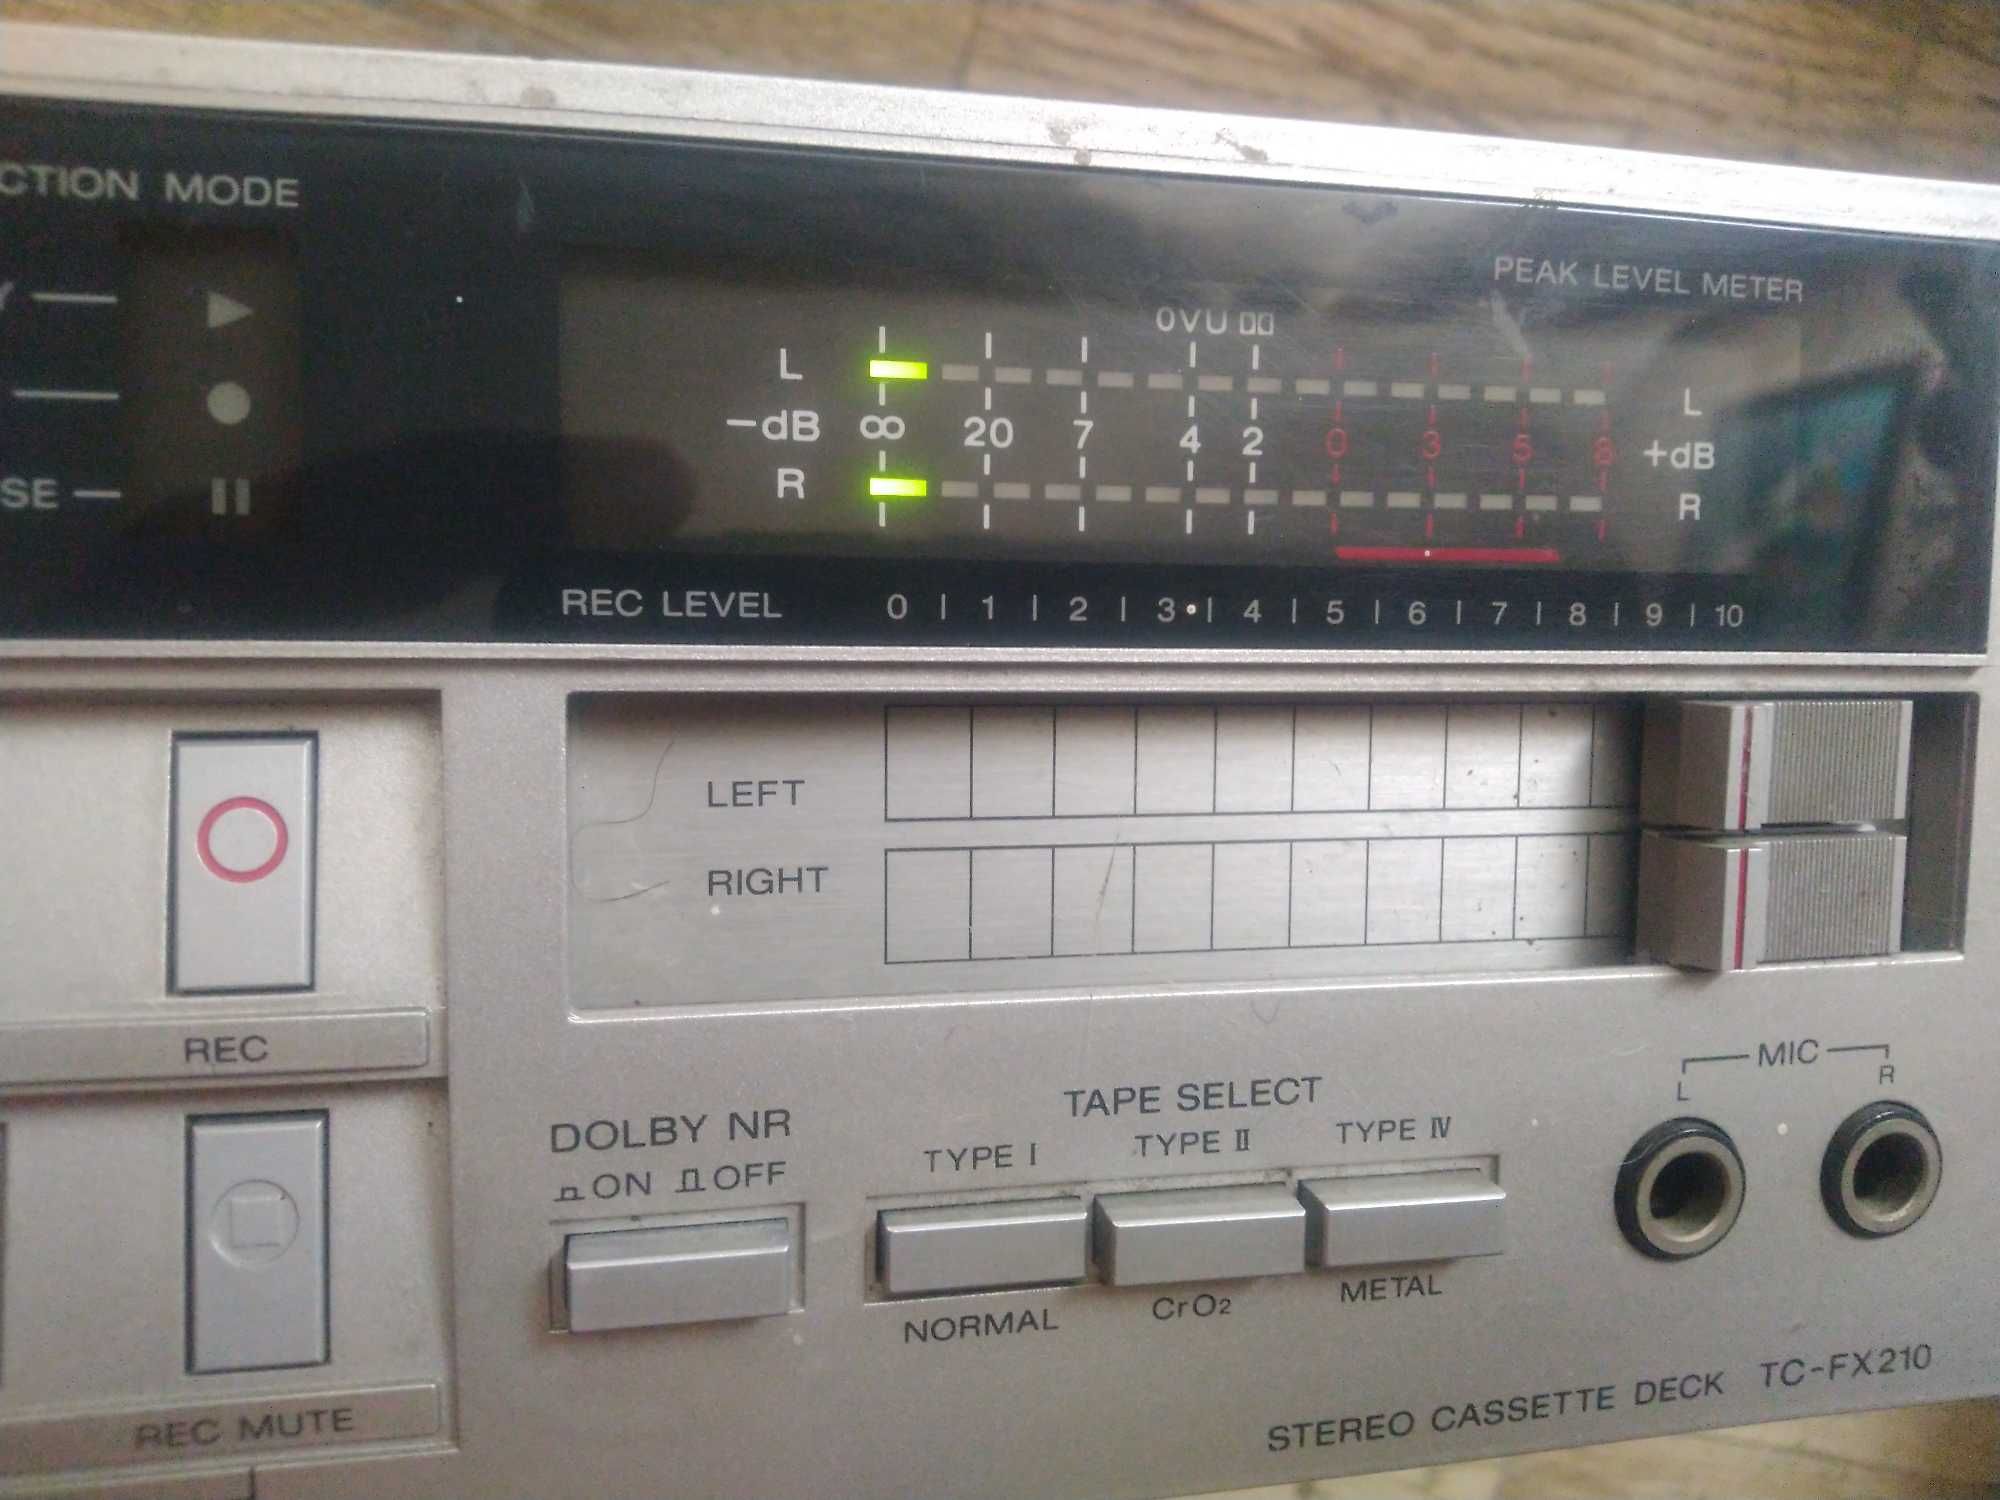 CTION MODE
PEAK LEVEL METER
0VU
L
L
-dB ∞ 20 7 4 2 0 3 5 8 +dB
SE
R
R
REC LEVEL 0 | 1 | 2 | 3 | 4 | 5 | 6 | 7 | 8 | 9 | 10
LEFT
RIGHT
REC
REC MUTE
DOLBY NR
ON OFF
TAPE SELECT
TYPE I TYPE II TYPE IV
NORMAL CrO2 METAL
MIC
L R
STEREO CASSETTE DECK TC-FX210